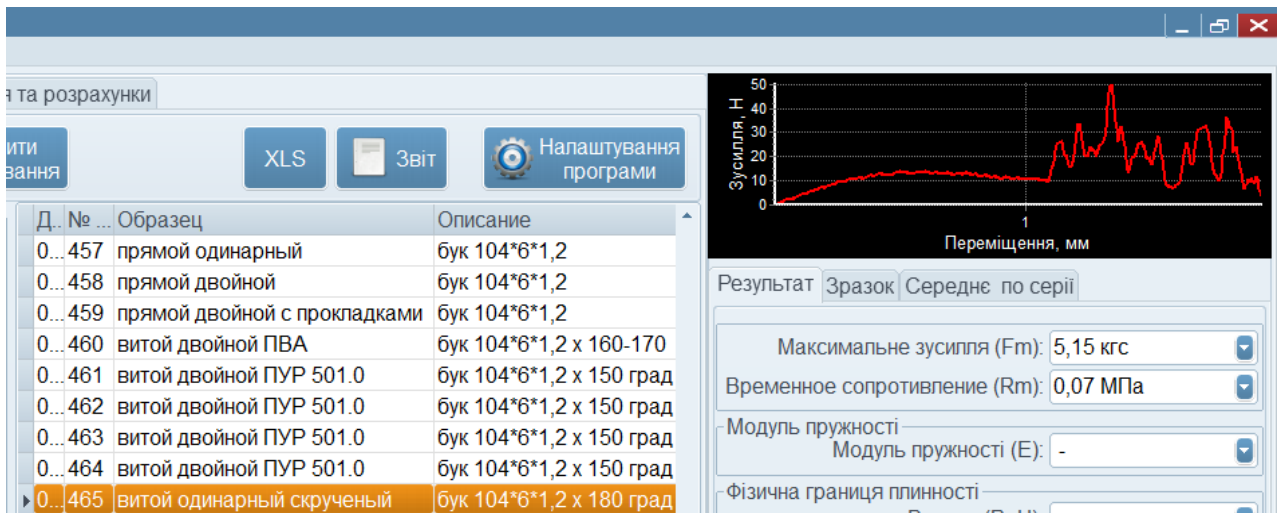 я та розрахунки
ити
вання
XLS
Звіт
Налаштування
програми
Д.. № ... Образец Описание
0... 457 прямой одинарный бук 104*6*1,2
0... 458 прямой двойной бук 104*6*1,2
0... 459 прямой двойной с прокладками бук 104*6*1,2
0... 460 витой двойной ПВА бук 104*6*1,2 х 160-170
0... 461 витой двойной ПУР 501.0 бук 104*6*1,2 х 150 град
0... 462 витой двойной ПУР 501.0 бук 104*6*1,2 х 150 град
0... 463 витой двойной ПУР 501.0 бук 104*6*1,2 х 150 град
0... 464 витой двойной ПУР 501.0 бук 104*6*1,2 х 150 град
0... 465 витой одинарный скрученый бук 104*6*1,2 х 180 град
Зусилля, Н
50
40
30
20
10
0
1
Переміщення, мм
Результат Зразок Середнє по серії
Максимальне зусилля (Fm): 5,15 кгс
Временное сопротивление (Rm): 0,07 МПа
Модуль пружності
Модуль пружності (E): -
Фізична границя плинності